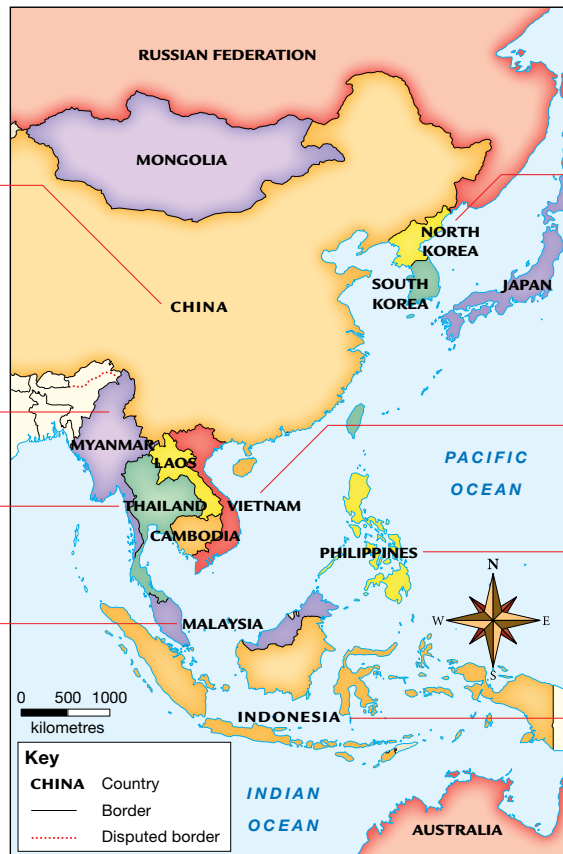 RUSSIAN FEDERATION
MONGOLIA
NORTH
KOREA
SOUTH
KOREA
JAPAN
CHINA
MYANMAR
LAOS
PACIFIC
OCEAN
THAILAND
VIETNAM
CAMBODIA
PHILIPPINES
N
W
E
S
MALAYSIA
0 500 1000
kilometres
INDONESIA
Key
CHINA Country
Border
Disputed border
INDIAN
OCEAN
AUSTRALIA